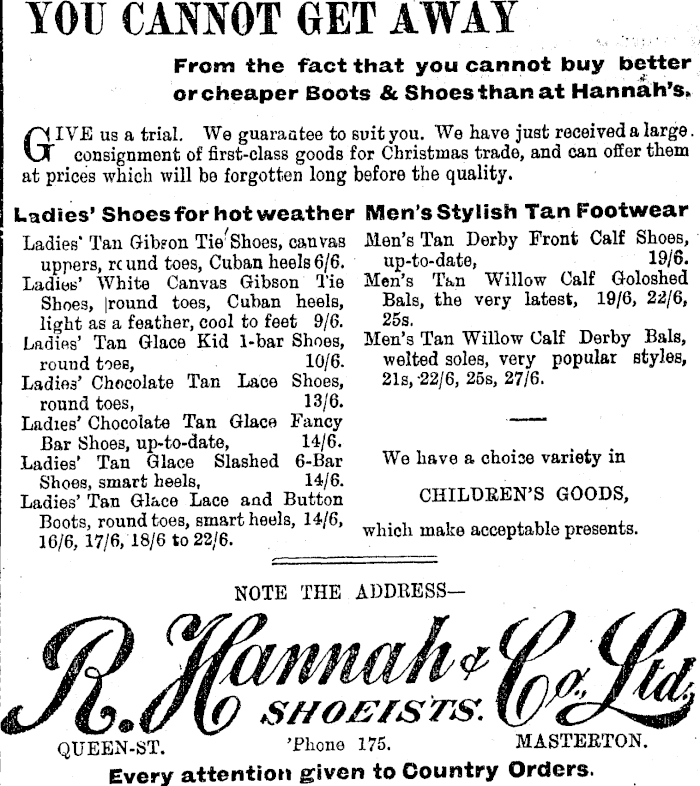 YOU CANNOT GET AWAY
From the fact that you cannot buy better
or cheaper Boots & Shoes than at Hannah's.
GIVE us a trial. We guarantee to suit you. We have just received a large
consignment of first-class goods for Christmas trade, and can offer them
at prices which will be forgotten long before the quality.
Ladies' Shoes for hot weather
Ladies' Tan Gibson Tie Shoes, canvas
uppers, round toes, Cuban heels 6/6.
Ladies' White Canvas Gibson Tie
Shoes, round toes, Cuban heels,
light as a feather, cool to feet 9/6.
Ladies' Tan Glace Kid 1-bar Shoes,
round toes, 10/6.
Ladies' Chocolate Tan Lace Shoes,
round toes, 13/6.
Ladies' Chocolate Tan Glace Fancy
Bar Shoes, up-to-date, 14/6.
Ladies' Tan Glace Slashed 6-Bar
Shoes, smart heels, 14/6.
Ladies' Tan Glace Lace and Button
Boots, round toes, smart heels, 14/6,
16/6, 17/6, 18/6 to 22/6.
Men's Stylish Tan Footwear
Men's Tan Derby Front Calf Shoes,
up-to-date, 19/6.
Men's Tan Willow Calf Goloshed
Bals, the very latest, 19/6, 22/6,
25s.
Men's Tan Willow Calf Derby Bals,
welted soles, very popular styles,
21s, 22/6, 25s, 27/6.
We have a choice variety in
CHILDREN'S GOODS,
which make acceptable presents.
NOTE THE ADDRESS—
R. Hannah & Co., Ltd.,
SHOEISTS.
QUEEN-ST. 'Phone 175. MASTERTON.
Every attention given to Country Orders.